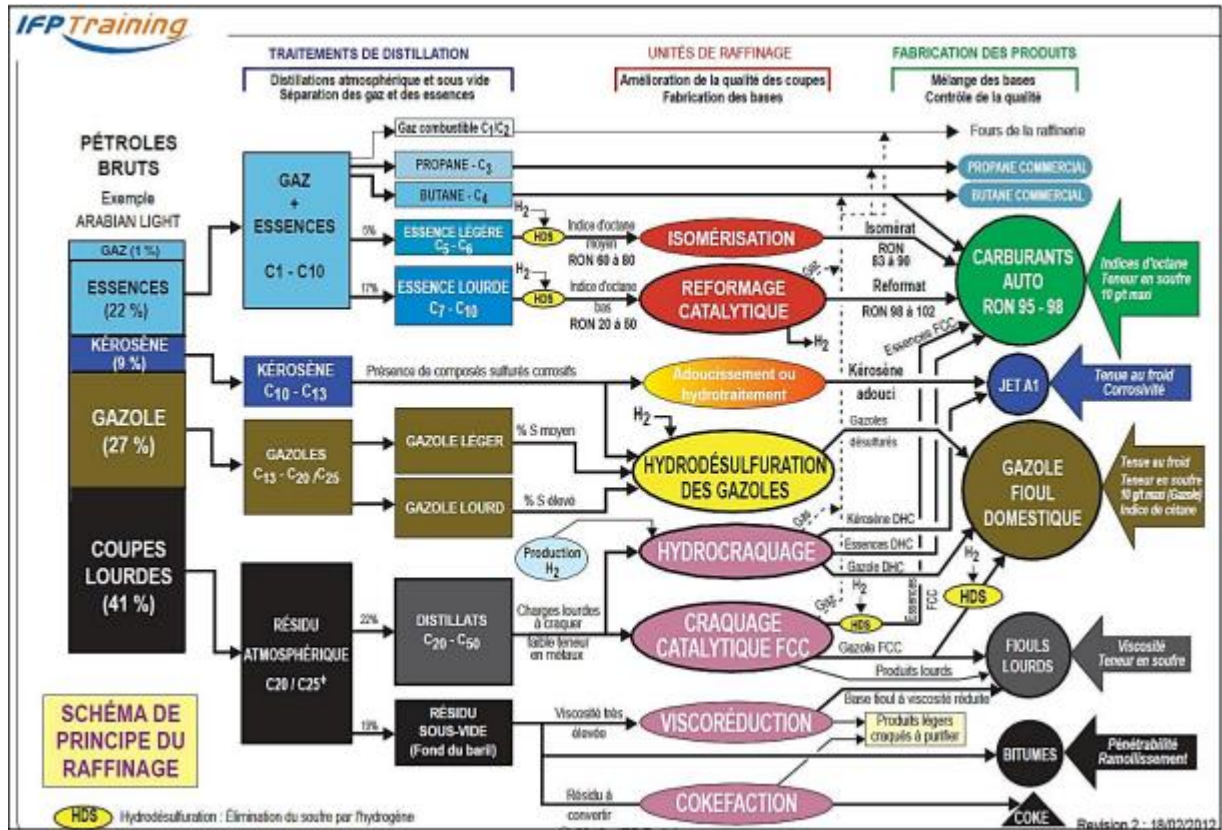 IFP Training
TRAITEMENTS DE DISTILLATION
Distillations atmosphérique et sous vide
Séparation des gaz et des essences
UNITÉS DE RAFFINAGE
Amélioration de la qualité des coupes
Fabrication des bases
FABRICATION DES PRODUITS
Mélange des bases
Contrôle de la qualité
PÉTROLES
BRUTS
Exemple
ARABIAN LIGHT
GAZ (1 %)
ESSENCES
(22 %)
KÉROSÈNE
(9 %)
GAZOLE
(27 %)
COUPES
LOURDES
(41 %)
GAZ
+
ESSENCES
C1 - C10
5%
17%
KÉROSÈNE
C10 - C13
GAZOLES
C13 - C20 /C25
RÉSIDU
ATMOSPHÉRIQUE
C20 / C25+
22%
19%
Gaz combustible C1/C2
PROPANE - C3
BUTANE - C4
ESSENCE LÉGÈRE
C5 - C6
ESSENCE LOURDE
C7 - C10
Présence de composés sulfurés corrosifs
GAZOLE LÉGER
GAZOLE LOURD
% S moyen
% S élevé
Production
H2
DISTILLATS
C20 - C50
Charges lourdes
à craquer
faible teneur
en métaux
RÉSIDU
SOUS-VIDE
(Fond du baril)
Viscosité très
élevée
Résidu à
convertir
H2
HDS
Indice d'octane
moyen
RON 60 à 80
H2
HDS
Indice d'octane
bas
RON 20 à 50
ISOMÉRISATION
REFORMAGE
CATALYTIQUE
Gaz
H2
Adoucissement ou
hydrotraitement
H2
HYDRODÉSULFURATION
DES GAZOLES
HYDROCRAQUAGE
Gaz
CRAQUAGE
CATALYTIQUE FCC
Gaz
H2
HDS
VISCORÉDUCTION
COKEFACTION
Isomérat
RON
83 à 90
Reformat
RON 98 à 102
Essences FCC
Kérosène
adouci
Gazoles
désulfurés
Kérosène DHC
Essences DHC
Gazole DHC
Essences
FCC
H2
HDS
Gazole FCC
Produits lourds
Base fioul à viscosité réduite
Produits légers
craqués à purifier
Fours de la raffinerie
PROPANE COMMERCIAL
BUTANE COMMERCIAL
CARBURANTS
AUTO
RON 95 - 98
JET A1
GAZOLE
FIOUL
DOMESTIQUE
FIOULS
LOURDS
BITUMES
COKE
Indices d'octane
Teneur en soufre
10 gt maxi
Tenue au froid
Corrosivité
Tenue au froid
Teneur en soufre
10 gt maxi (Gazole)
Indice de cétane
Viscosité
Teneur en soufre
Pénétrabilité
Ramollissement
SCHÉMA DE
PRINCIPE DU
RAFFINAGE
HDS
Hydrodésulfuration : Élimination du soufre par l'hydrogène
Revision 2 : 18/02/2012